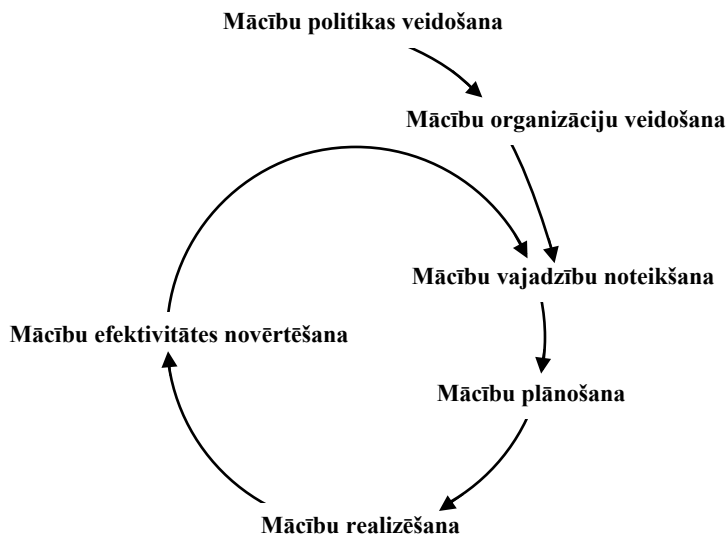 Mācību politikas veidošana
Mācību organizāciju veidošana
Mācību vajadzību noteikšana
Mācību efektivitātes novērtēšana
Mācību plānošana
Mācību realizēšana